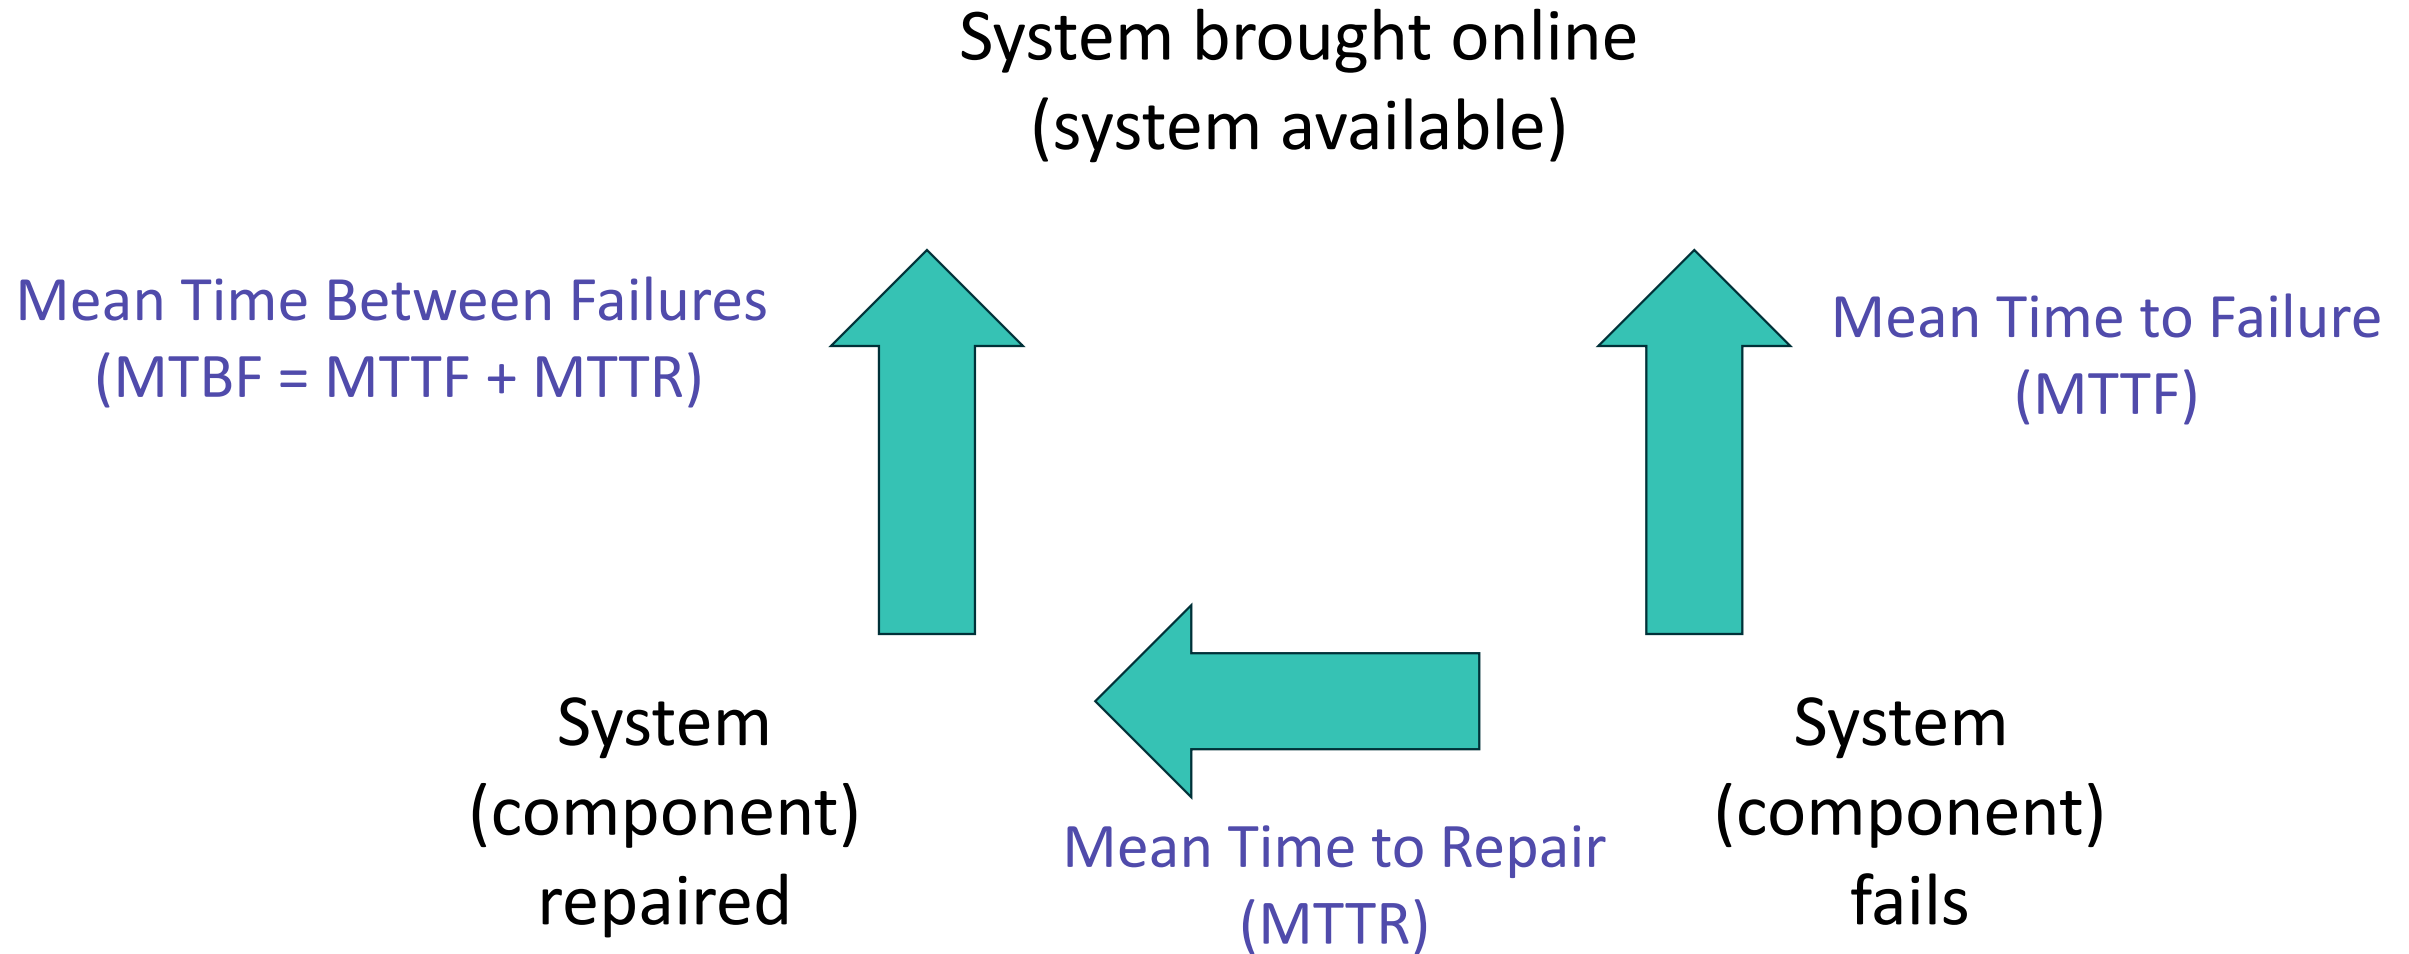 System brought online
(system available)
Mean Time Between Failures
(MTBF = MTTF + MTTR)
Mean Time to Failure
(MTTF)
System
(component)
repaired
Mean Time to Repair
(MTTR)
System
(component)
fails